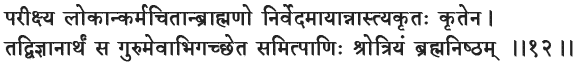 परीक्ष्य लोकान्कर्मचितान्ब्राह्मणो निर्वेदमायान्नास्त्यकृतः कृतेन।
तद्विज्ञानार्थं स गुरुमेवाभिगच्छेत समित्पाणिः श्रोत्रियं ब्रह्मनिष्ठम् ॥१२॥